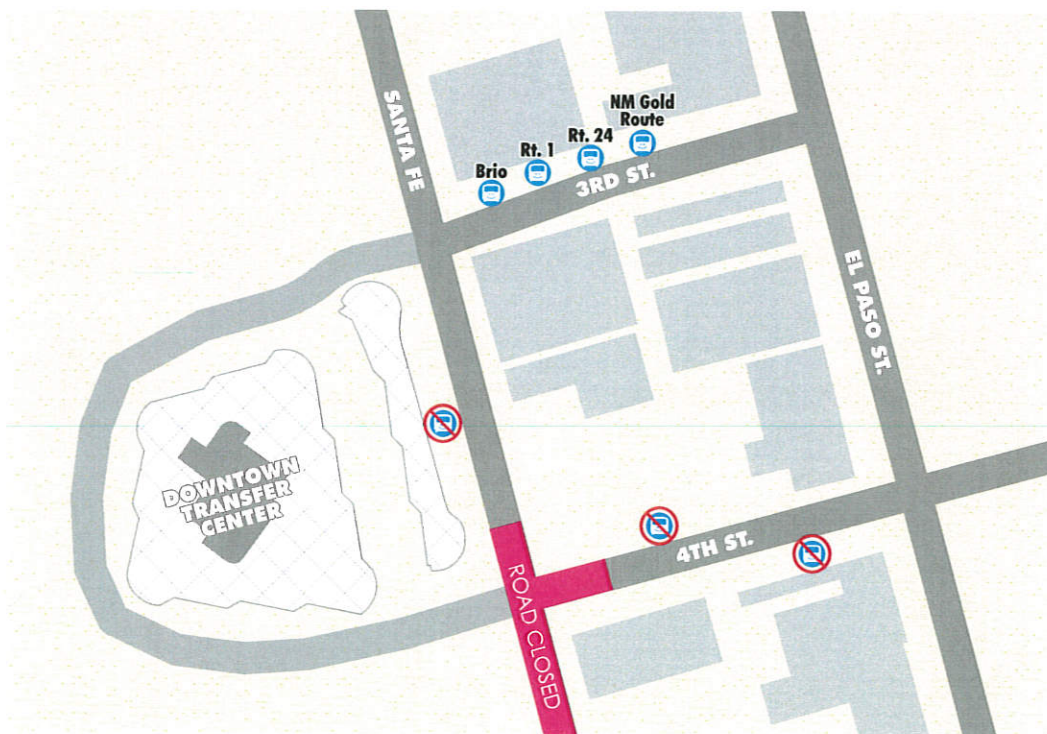 SANTA FE
NM Gold
Route
Rt. 24
Rt. 1
Brio
3RD ST.
EL PASO ST.
DOWNTOWN
TRANSFER
CENTER
4TH ST.
ROAD CLOSED